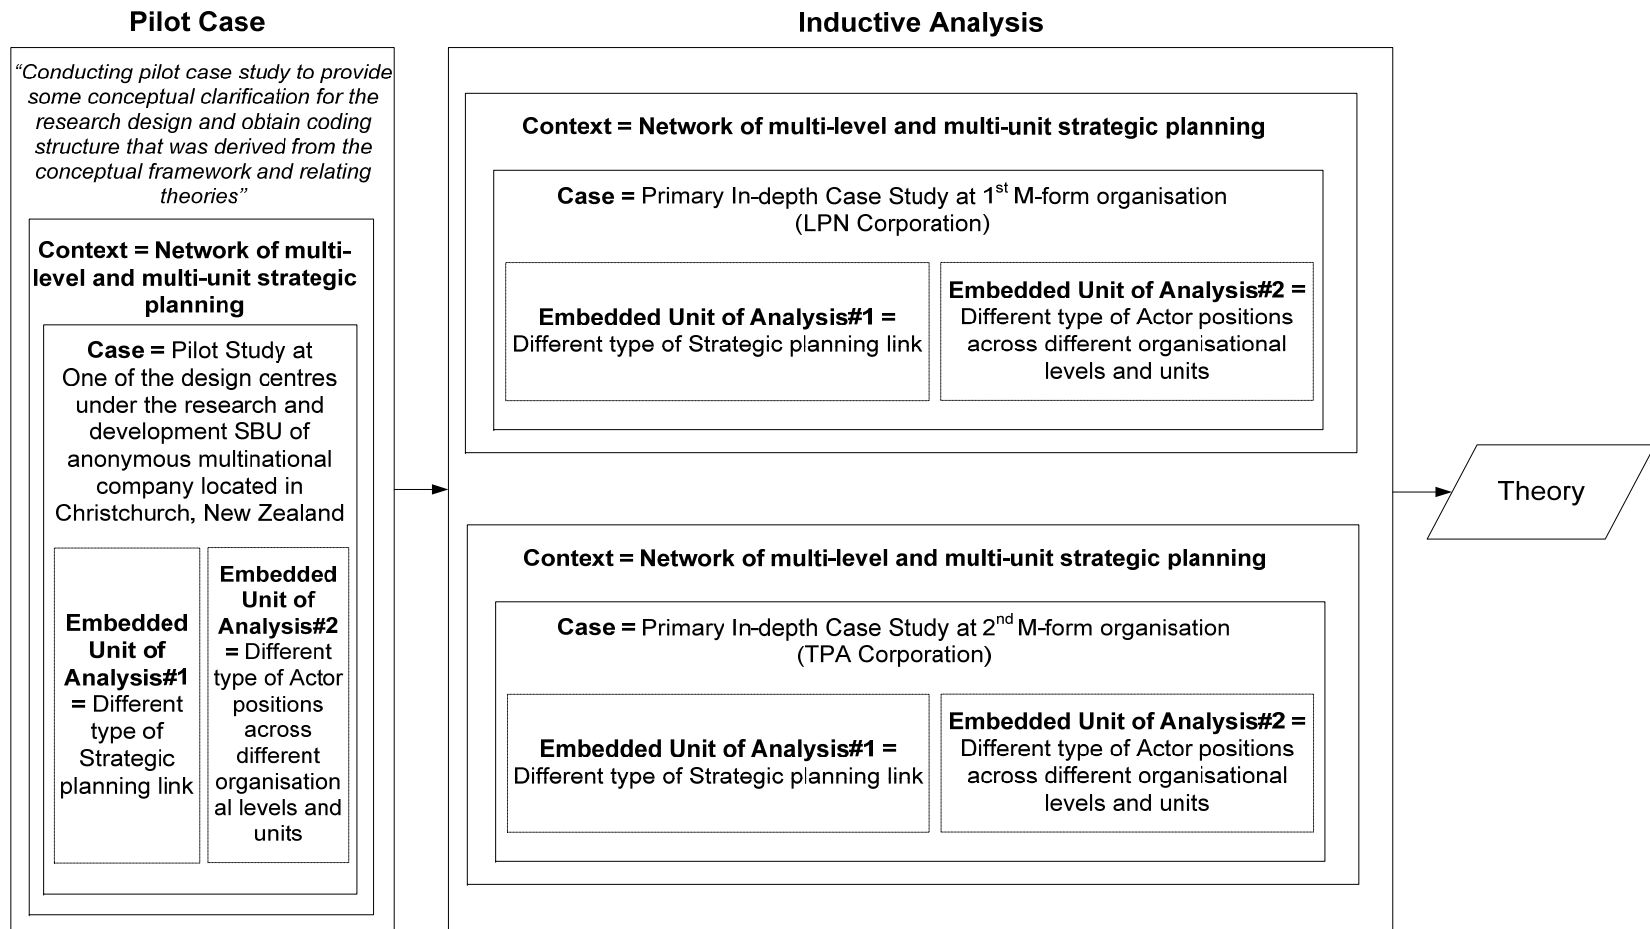 Pilot Case
“Conducting pilot case study to provide
some conceptual clarification for the
research design and obtain coding
structure that was derived from the
conceptual framework and relating
theories”
Context = Network of multi-
level and multi-unit strategic
planning
Case = Pilot Study at
One of the design centres
under the research and
development SBU of
anonymous multinational
company located in
Christchurch, New Zealand
Embedded
Unit of
Analysis#1
= Different
type of
Strategic
planning link
Embedded
Unit of
Analysis#2
= Different
type of Actor
positions
across
different
organisation
al levels and
units
Inductive Analysis
Context = Network of multi-level and multi-unit strategic planning
Case = Primary In-depth Case Study at 1st M-form organisation
(LPN Corporation)
Embedded Unit of Analysis#1 =
Different type of Strategic planning link
Embedded Unit of Analysis#2 =
Different type of Actor positions
across different organisational
levels and units
Context = Network of multi-level and multi-unit strategic planning
Case = Primary In-depth Case Study at 2nd M-form organisation
(TPA Corporation)
Embedded Unit of Analysis#1 =
Different type of Strategic planning link
Embedded Unit of Analysis#2 =
Different type of Actor positions
across different organisational
levels and units
Theory